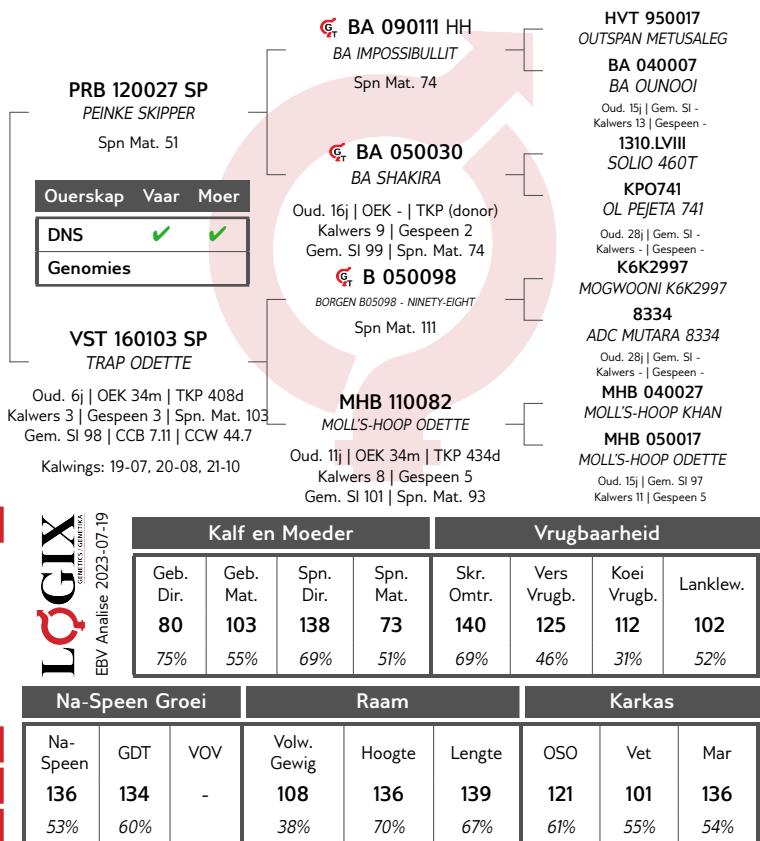 PRB 120027 SP
PEINKE SKIPPER
Spn Mat. 51
Ouerskap Vaar Moer
DNS ✔ ✔
Genomies
VST 160103 SP
TRAP ODETTE
Oud. 6j | OEK 34m | TKP 408d
Kalwers 3 | Gespeen 3 | Spn. Mat. 103
Gem. SI 98 | CCB 7.11 | CCW 44.7
Kalwings: 19-07, 20-08, 21-10
GT BA 090111 HH
BA IMPOSSIBULLIT
Spn Mat. 74
GT BA 050030
BA SHAKIRA
Oud. 16j | OEK - | TKP (donor)
Kalwers 9 | Gespeen 2
Gem. SI 99 | Spn. Mat. 74
GT B 050098
BORGEN B05098 - NINETY-EIGHT
Spn Mat. 111
MHB 110082
MOLL'S-HOOP ODETTE
Oud. 11j | OEK 34m | TKP 434d
Kalwers 8 | Gespeen 5
Gem. SI 101 | Spn. Mat. 93
HVT 950017
OUTSPAN METUSALEG
BA 040007
BA OUNOOI
Oud. 15j | Gem. SI -
Kalwers 13 | Gespeen -
1310.LVIII
SOLIO 460T
KPO741
OL PEJETA 741
Oud. 28j | Gem. SI -
Kalwers - | Gespeen -
K6K2997
MOGWOONI K6K2997
8334
ADC MUTARA 8334
Oud. 28j | Gem. SI -
Kalwers - | Gespeen -
MHB 040027
MOLL'S-HOOP KHAN
MHB 050017
MOLL'S-HOOP ODETTE
Oud. 15j | Gem. SI 97
Kalwers 11 | Gespeen 5
LOGIX
GENETICS / GENETIKA
EBV Analise 2023-07-19
Kalf en Moeder Vrugbaarheid
Geb. Dir. Geb. Mat. Spn. Dir. Spn. Mat. Skr. Omtr. Vers Vrugb. Koei Vrugb. Lanklew.
80 103 138 73 140 125 112 102
75% 55% 69% 51% 69% 46% 31% 52%
Na-Speen Groei Raam Karkas
Na-Speen GDT VOV Volw. Gewig Hoogte Lengte OSO Vet Mar
136 134 - 108 136 139 121 101 136
53% 60% 38% 70% 67% 61% 55% 54%